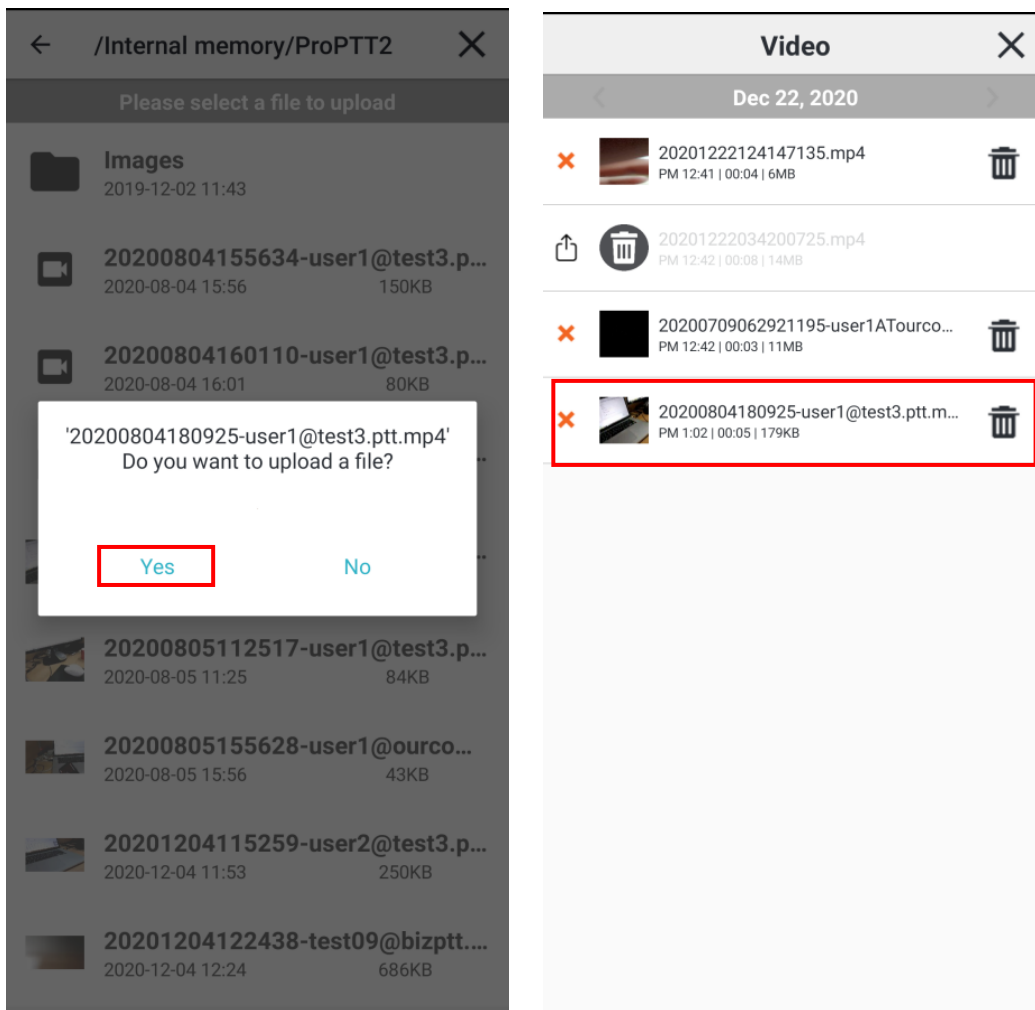 /Internal memory/ProPTT2
Please select a file to upload
Images
2019-12-02 11:43
20200804155634-user1@test3.p...
2020-08-04 15:56 150KB
20200804160110-user1@test3.p...
2020-08-04 16:01 80KB
'20200804180925-user1@test3.ptt.mp4'
Do you want to upload a file?
Yes No
20200805112517-user1@test3.p...
2020-08-05 11:25 84KB
20200805155628-user1@ourco...
2020-08-05 15:56 43KB
20201204115259-user2@test3.p...
2020-12-04 11:53 250KB
20201204122438-test09@bizptt....
2020-12-04 12:24 686KB
Video
Dec 22, 2020
20201222124147135.mp4
PM 12:41 | 00:04 | 6MB
20201222034200725.mp4
PM 12:42 | 00:08 | 14MB
20200709062921195-user1ATourco...
PM 12:42 | 00:03 | 11MB
20200804180925-user1@test3.ptt.m...
PM 1:02 | 00:05 | 179KB